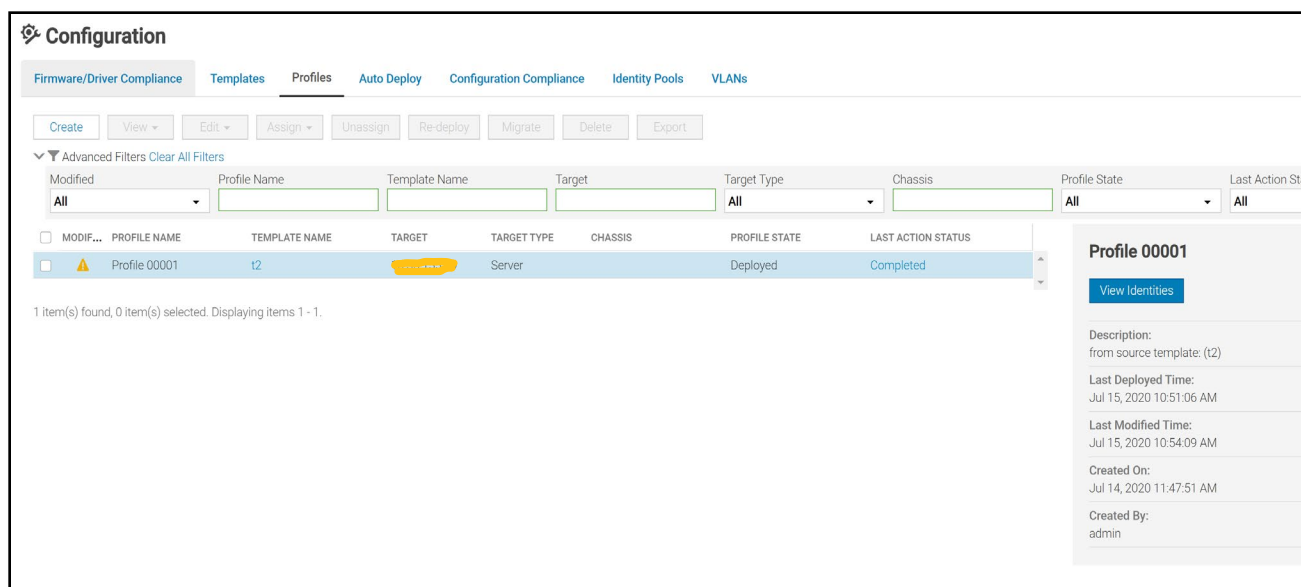 Configuration
Firmware/Driver Compliance Templates Profiles Auto Deploy Configuration Compliance Identity Pools VLANs
Create View Edit Assign Unassign Re-deploy Migrate Delete Export
Advanced Filters Clear All Filters
Modified Profile Name Template Name Target Target Type Chassis Profile State Last Action St
All All All All
MODIF... PROFILE NAME TEMPLATE NAME TARGET TARGET TYPE CHASSIS PROFILE STATE LAST ACTION STATUS
Profile 00001 t2 Server Deployed Completed
1 item(s) found, 0 item(s) selected. Displaying items 1 - 1.
Profile 00001
View Identities
Description:
from source template: (t2)
Last Deployed Time:
Jul 15, 2020 10:51:06 AM
Last Modified Time:
Jul 15, 2020 10:54:09 AM
Created On:
Jul 14, 2020 11:47:51 AM
Created By:
admin